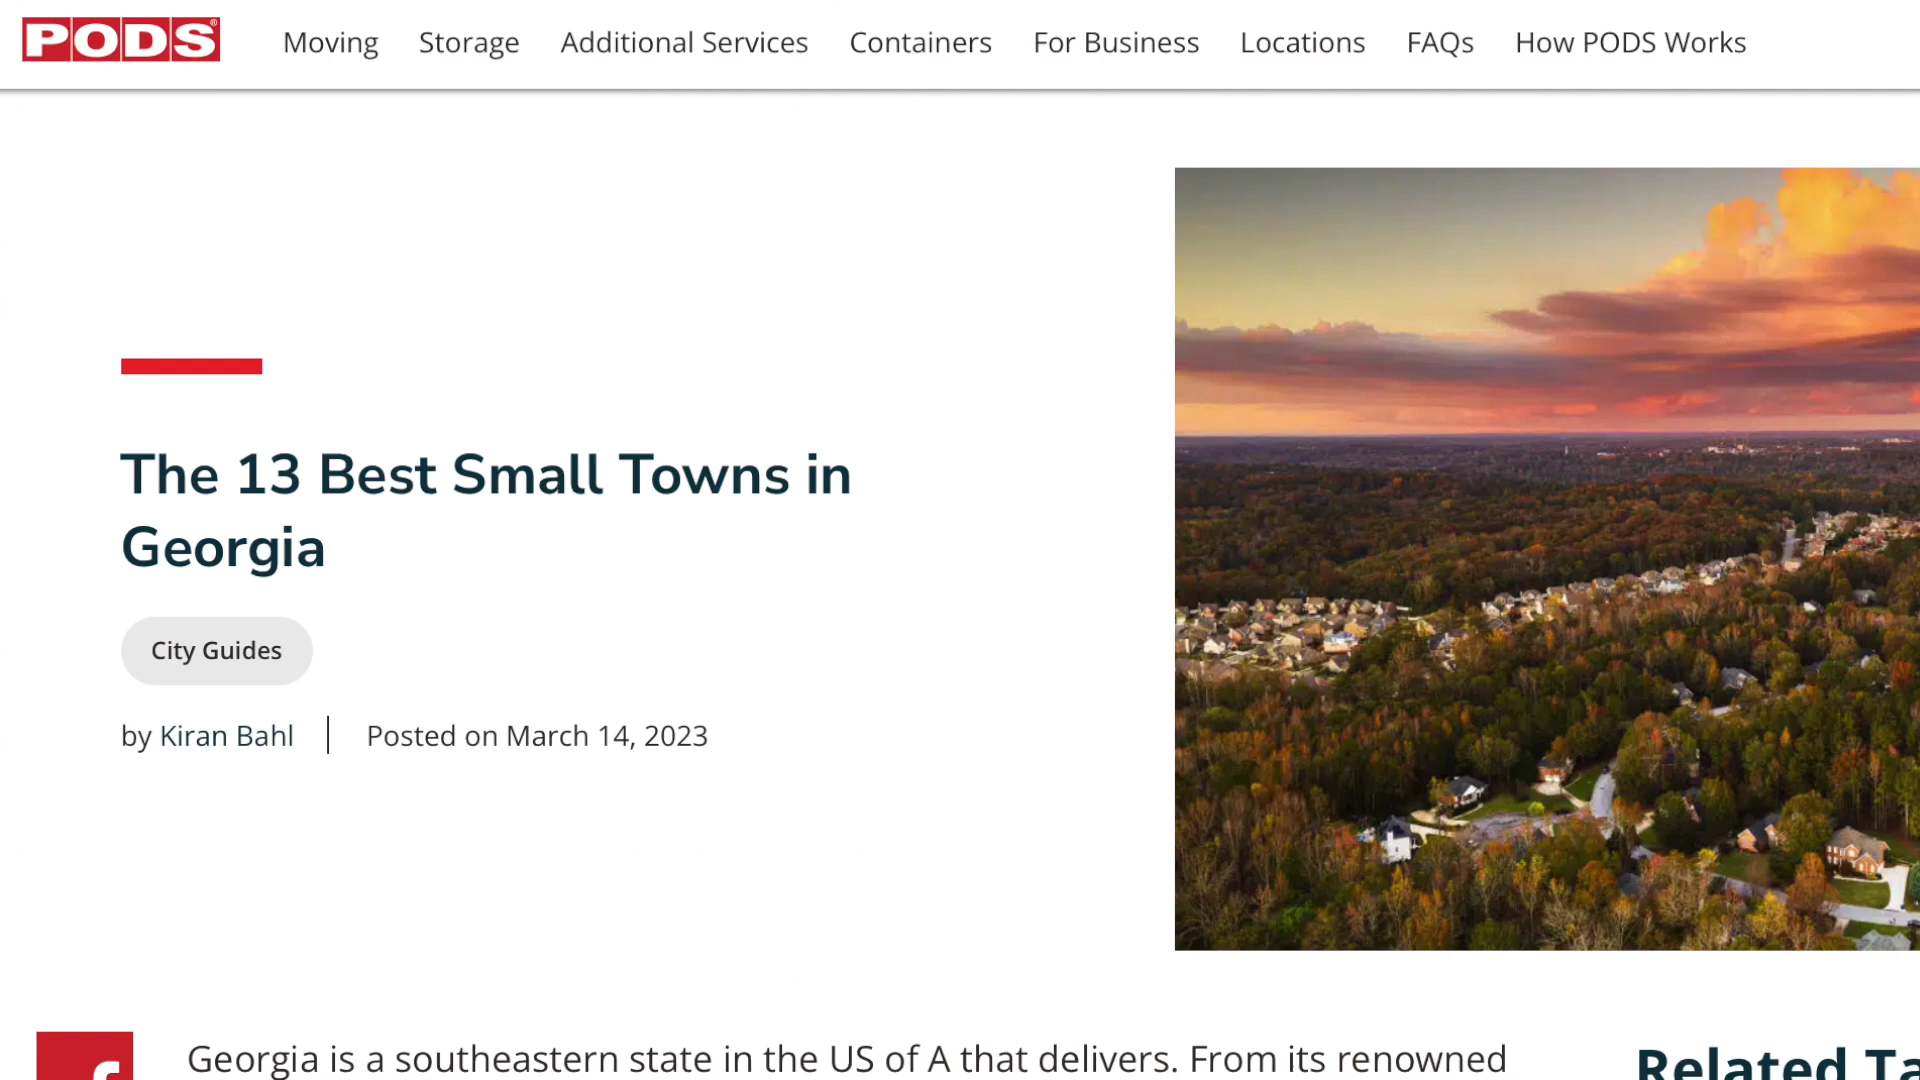 PODS®
Moving Storage Additional Services Containers For Business Locations FAQs How PODS Works
The 13 Best Small Towns in
Georgia
City Guides
by Kiran Bahl | Posted on March 14, 2023
Georgia is a southeastern state in the US of A that delivers. From its renowned
Related